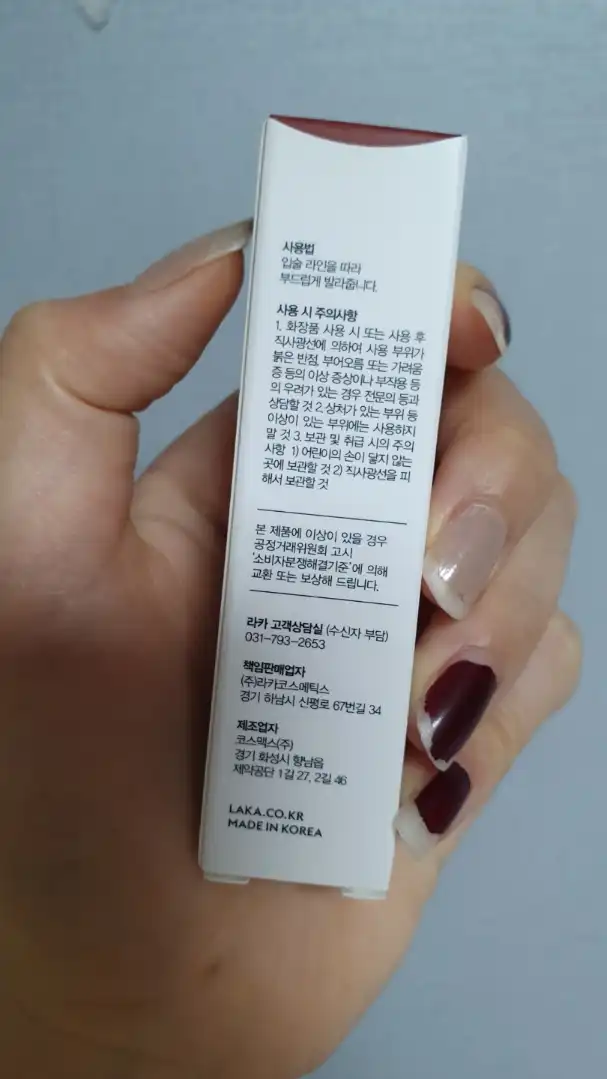 사용법
입술 라인을 따라
부드럽게 발라줍니다.
사용 시 주의사항
1. 화장품 사용 시 또는 사용 후
직사광선에 의하여 사용 부위가
붉은 반점, 부어오름 또는 가려움
증 등의 이상 증상이나 부작용 등
의 우려가 있는 경우 전문의 등과
상담할 것 2. 상처가 있는 부위 등
이상이 있는 부위에는 사용하지
말 것 3. 보관 및 취급 시의 주의
사항 1) 어린이의 손이 닿지 않는
곳에 보관할 것 2) 직사광선을 피
해서 보관할 것
본 제품에 이상이 있을 경우
공정거래위원회 고시
'소비자분쟁해결기준'에 의해
교환 또는 보상해 드립니다.
라카 고객상담실 (수신자 부담)
031-793-2653
책임판매업자
(주)라카코스메틱스
경기 하남시 신평로 67번길 34
제조업자
코스맥스(주)
경기 화성시 향남읍
제약공단 1길 27, 2길 46
LAKA.CO.KR
MADE IN KOREA